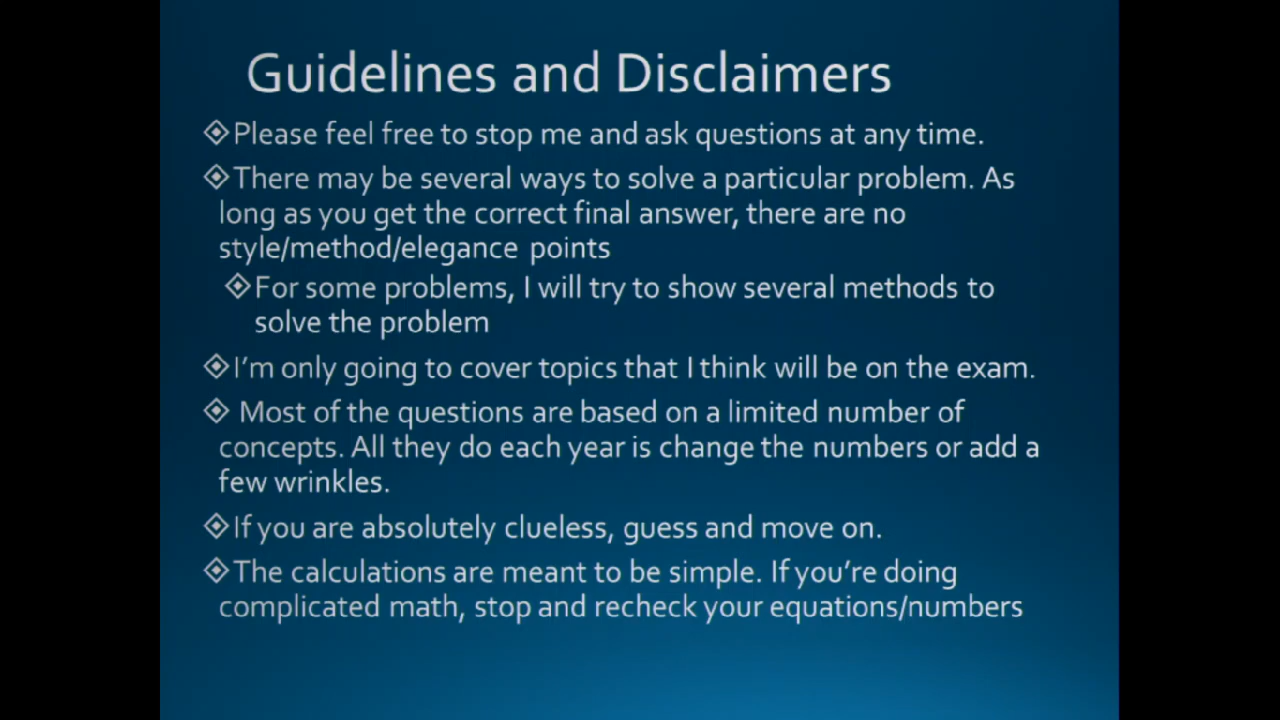 Guidelines and Disclaimers
Please feel free to stop me and ask questions at any time.
There may be several ways to solve a particular problem. As
long as you get the correct final answer, there are no
style/method/elegance points
For some problems, I will try to show several methods to
solve the problem
I'm only going to cover topics that I think will be on the exam.
Most of the questions are based on a limited number of
concepts. All they do each year is change the numbers or add a
few wrinkles.
If you are absolutely clueless, guess and move on.
The calculations are meant to be simple. If you're doing
complicated math, stop and recheck your equations/numbers